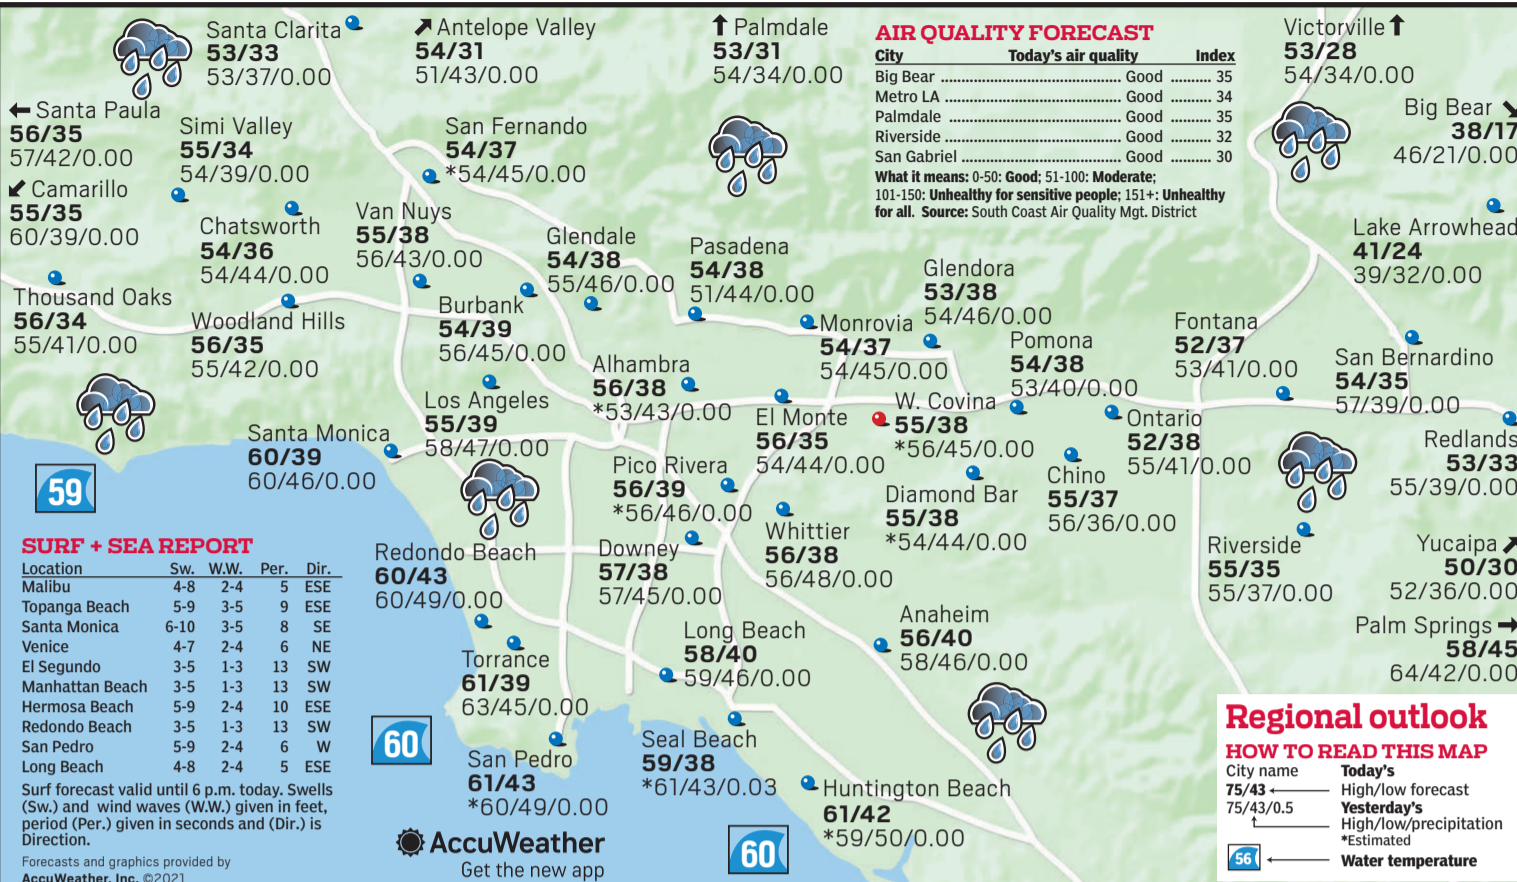 Santa Clarita
53/33
53/37/0.00
Antelope Valley
54/31
51/43/0.00
Palmdale
53/31
54/34/0.00
AIR QUALITY FORECAST
City Today's air quality Index
Big Bear ........................................ Good ......... 35
Metro LA ....................................... Good ......... 34
Palmdale ...................................... Good ......... 35
Riverside ...................................... Good ......... 32
San Gabriel ................................... Good ......... 30
What it means: 0-50: Good; 51-100: Moderate;
101-150: Unhealthy for sensitive people; 151+: Unhealthy
for all. Source: South Coast Air Quality Mgt. District
Victorville
53/28
54/34/0.00
Big Bear
38/17
46/21/0.00
Santa Paula
56/35
57/42/0.00
Simi Valley
55/34
54/39/0.00
San Fernando
54/37
*54/45/0.00
Camarillo
55/35
60/39/0.00
Chatsworth
54/36
54/44/0.00
Van Nuys
55/38
56/43/0.00
Glendale
54/38
55/46/0.00
Pasadena
54/38
51/44/0.00
Glendora
53/38
54/46/0.00
Lake Arrowhead
41/24
39/32/0.00
Thousand Oaks
56/34
55/41/0.00
Woodland Hills
56/35
55/42/0.00
Burbank
54/39
56/45/0.00
Monrovia
54/37
54/45/0.00
Pomona
54/38
53/40/0.00
Fontana
52/37
53/41/0.00
San Bernardino
54/35
57/39/0.00
Alhambra
56/38
*53/43/0.00
Los Angeles
55/39
58/47/0.00
El Monte
56/35
54/44/0.00
W. Covina
55/38
*56/45/0.00
Ontario
52/38
55/41/0.00
Redlands
53/33
55/39/0.00
Santa Monica
60/39
60/46/0.00
59
Pico Rivera
56/39
*56/46/0.00
Diamond Bar
55/38
*54/44/0.00
Chino
55/37
56/36/0.00
Whittier
56/38
56/48/0.00
Riverside
55/35
55/37/0.00
Yucaipa
50/30
52/36/0.00
SURF + SEA REPORT
Location Sw. W.W. Per. Dir.
Malibu 4-8 2-4 5 ESE
Topanga Beach 5-9 3-5 9 ESE
Santa Monica 6-10 3-5 8 SE
Venice 4-7 2-4 6 NE
El Segundo 3-5 1-3 13 SW
Manhattan Beach 3-5 1-3 13 SW
Hermosa Beach 5-9 2-4 10 ESE
Redondo Beach 3-5 1-3 13 SW
San Pedro 5-9 2-4 6 W
Long Beach 4-8 2-4 5 ESE
Surf forecast valid until 6 p.m. today. Swells
(Sw.) and wind waves (W.W.) given in feet,
period (Per.) given in seconds and (Dir.) is
Direction.
Forecasts and graphics provided by
AccuWeather, Inc. ©2021
Redondo Beach
60/43
60/49/0.00
Downey
57/38
57/45/0.00
Anaheim
56/40
58/46/0.00
Palm Springs
58/45
64/42/0.00
Long Beach
58/40
59/46/0.00
Torrance
61/39
63/45/0.00
60
San Pedro
61/43
*60/49/0.00
Seal Beach
59/38
*61/43/0.03
Huntington Beach
61/42
*59/50/0.00
60
AccuWeather
Get the new app
Regional outlook
HOW TO READ THIS MAP
City name Today's
75/43 High/low forecast
75/43/0.5 Yesterday's
High/low/precipitation
*Estimated
56 Water temperature